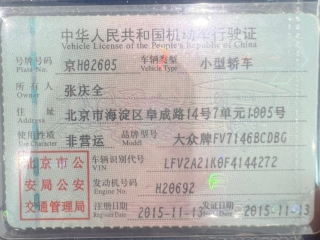 中华人民共和国机动车行驶证
Vehicle License of the People's Republic of China
号牌号码 京H02605 车辆类型 小型轿车
Plate No. Vehicle Type
所有人 张庆全
Owner
住址 北京市海淀区阜成路14号7单元1005号
Address
使用性质 非营运 品牌型号 大众牌FV7146BCDBG
Use Character Model
北京市公
安局公安
交通管理局
车辆识别代号 LFV2A21K0F4144272
VIN
发动机号码 H20692
Engine No.
注册日期 2015-11-13 发证日期 2015-11-13
Register Date Issue Date